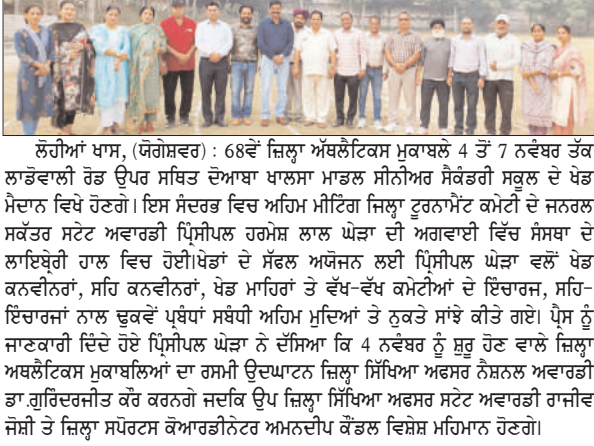 ਲੋਹੀਆਂ ਖਾਸ, (ਯੋਗੇਸ਼ਵਰ) : 68ਵੇਂ ਜ਼ਿਲ੍ਹਾ ਅੱਥਲੈਟਿਕਸ ਮੁਕਾਬਲੇ 4 ਤੋਂ 7 ਨਵੰਬਰ ਤੱਕ
ਲਾਡੋਵਾਲੀ ਰੋਡ ਉਪਰ ਸਥਿਤ ਦੋਆਬਾ ਖਾਲਸਾ ਮਾਡਲ ਸੀਨੀਅਰ ਸੈਕੰਡਰੀ ਸਕੂਲ ਦੇ ਖੇਡ
ਮੈਦਾਨ ਵਿਖੇ ਹੋਣਗੇ। ਇਸ ਸੰਦਰਭ ਵਿਚ ਅਹਿਮ ਮੀਟਿੰਗ ਜਿਲ੍ਹਾ ਟੂਰਨਾਮੈਂਟ ਕਮੇਟੀ ਦੇ ਜਨਰਲ
ਸਕੱਤਰ ਸਟੇਟ ਅਵਾਰਡੀ ਪ੍ਰਿੰਸੀਪਲ ਹਰਮੇਸ਼ ਲਾਲ ਘੇੜਾ ਦੀ ਅਗਵਾਈ ਵਿੱਚ ਸੰਸਥਾ ਦੇ
ਲਾਇਬ੍ਰੇਰੀ ਹਾਲ ਵਿਚ ਹੋਈ।ਖੇਡਾਂ ਦੇ ਸੱਫਲ ਅਯੋਜਨ ਲਈ ਪ੍ਰਿੰਸੀਪਲ ਘੇੜਾ ਵਲੋਂ ਖੇਡ
ਕਨਵੀਨਰਾਂ, ਸਹਿ ਕਨਵੀਨਰਾਂ, ਖੇਡ ਮਾਹਿਰਾਂ ਤੇ ਵੱਖ-ਵੱਖ ਕਮੇਟੀਆਂ ਦੇ ਇੰਚਾਰਜ, ਸਹਿ-
ਇੰਚਾਰਜਾਂ ਨਾਲ ਢੁਕਵੇਂ ਪ੍ਰਬੰਧਾਂ ਸਬੰਧੀ ਅਹਿਮ ਮੁਦਿਆਂ ਤੇ ਨੁਕਤੇ ਸਾਂਝੇ ਕੀਤੇ ਗਏ। ਪ੍ਰੈਸ ਨੂੰ
ਜਾਣਕਾਰੀ ਦਿੰਦੇ ਹੋਏ ਪ੍ਰਿੰਸੀਪਲ ਘੇੜਾ ਨੇ ਦੱਸਿਆ ਕਿ 4 ਨਵੰਬਰ ਨੂੰ ਸ਼ੁਰੂ ਹੋਣ ਵਾਲੇ ਜ਼ਿਲ੍ਹਾ
ਅਥਲੈਟਿਕਸ ਮੁਕਾਬਲਿਆਂ ਦਾ ਰਸਮੀ ਉਦਘਾਟਨ ਜ਼ਿਲ੍ਹਾ ਸਿੱਖਿਆ ਅਫਸਰ ਨੈਸ਼ਨਲ ਅਵਾਰਡੀ
ਡਾ.ਗੁਰਿੰਦਰਜੀਤ ਕੌਰ ਕਰਨਗੇ ਜਦਕਿ ਉਪ ਜ਼ਿਲ੍ਹਾ ਸਿੱਖਿਆ ਅਫਸਰ ਸਟੇਟ ਅਵਾਰਡੀ ਰਾਜੀਵ
ਜੋਸ਼ੀ ਤੇ ਜ਼ਿਲ੍ਹਾ ਸਪੋਰਟਸ ਕੋਆਰਡੀਨੇਟਰ ਅਮਨਦੀਪ ਕੌਂਡਲ ਵਿਸ਼ੇਸ਼ ਮਹਿਮਾਨ ਹੋਣਗੇ।